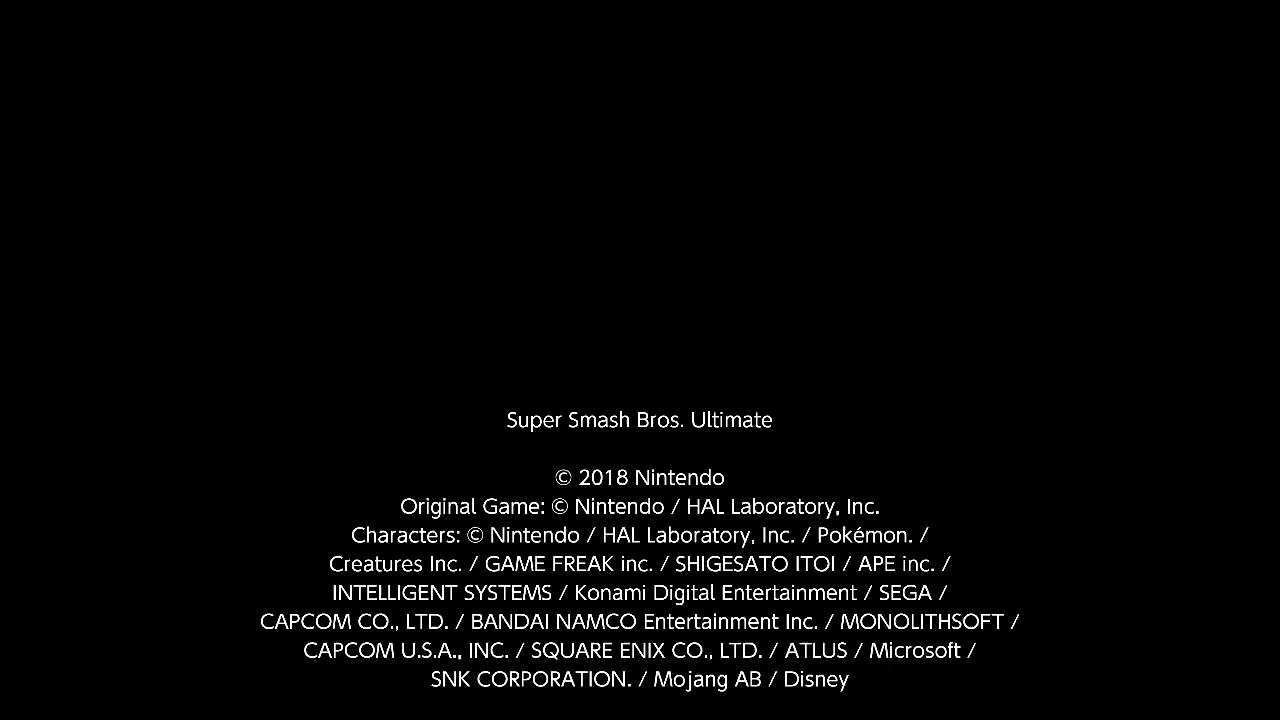 Super Smash Bros. Ultimate
© 2018 Nintendo
Original Game: © Nintendo / HAL Laboratory, Inc.
Characters: © Nintendo / HAL Laboratory, Inc. / Pokémon. /
Creatures Inc. / GAME FREAK inc. / SHIGESATO ITOI / APE inc. /
INTELLIGENT SYSTEMS / Konami Digital Entertainment / SEGA /
CAPCOM CO., LTD. / BANDAI NAMCO Entertainment Inc. / MONOLITHSOFT /
CAPCOM U.S.A., INC. / SQUARE ENIX CO., LTD. / ATLUS / Microsoft /
SNK CORPORATION. / Mojang AB / Disney